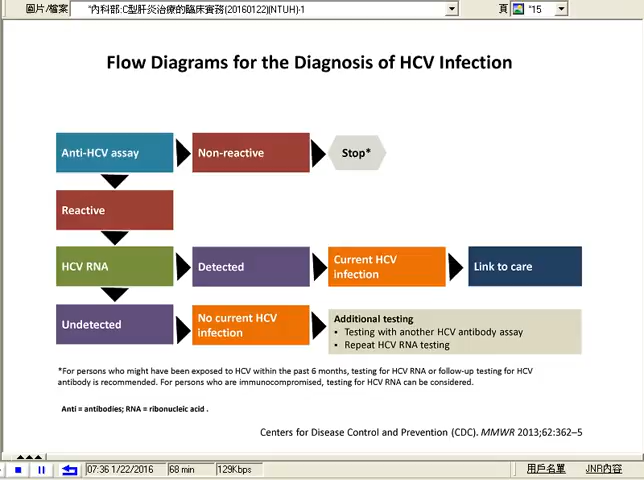 圖片/檔案
"內科部:C型肝炎治療的臨床實務(20160122)(NTUH)-1
頁
"15
Flow Diagrams for the Diagnosis of HCV Infection
Anti-HCV assay
Non-reactive
Stop*
Reactive
HCV RNA
Detected
Current HCV
infection
Link to care
Undetected
No current HCV
infection
Additional testing
• Testing with another HCV antibody assay
• Repeat HCV RNA testing
*For persons who might have been exposed to HCV within the past 6 months, testing for HCV RNA or follow-up testing for HCV
antibody is recommended. For persons who are immunocompromised, testing for HCV RNA can be considered.
Anti = antibodies; RNA = ribonucleic acid .
Centers for Disease Control and Prevention (CDC). MMWR 2013;62:362–5
07:36 1/22/2016
68 min
129Kbps
用戶名單
JNR內容